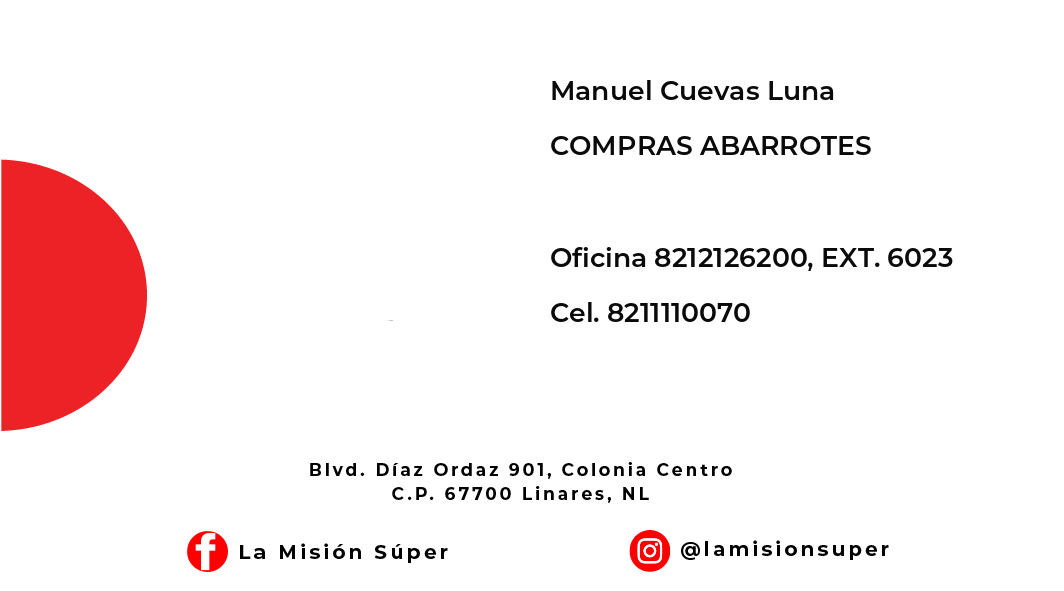 Manuel Cuevas Luna
COMPRAS ABARROTES
Oficina 8212126200, EXT. 6023
Cel. 8211110070
Blvd. Díaz Ordaz 901, Colonia Centro
C.P. 67700 Linares, NL
La Misión Súper
@lamisionsuper